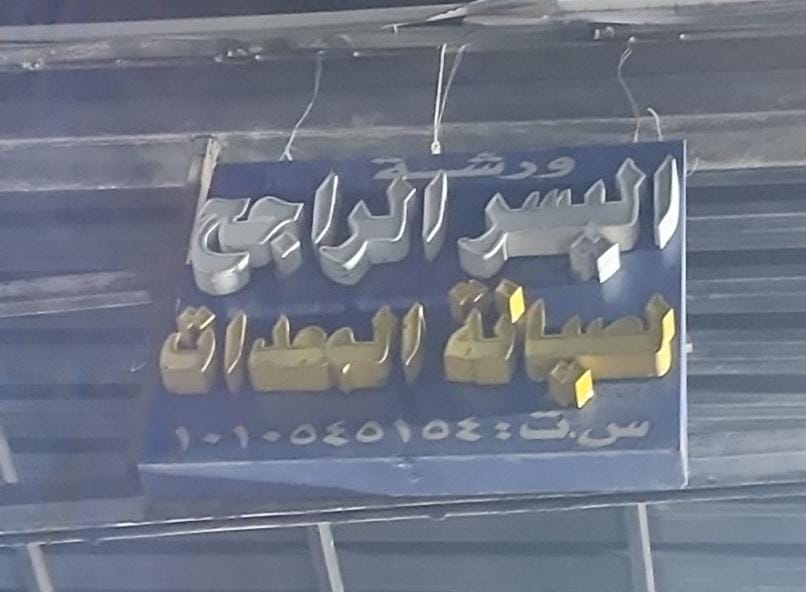 ورشة
اليسر الراجح
لصيانة المعدات
س.ت: ١٠١٠٥٤٥١٥٤